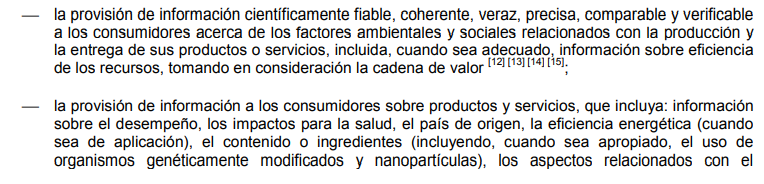 — la provisión de información científicamente fiable, coherente, veraz, precisa, comparable y verificable
a los consumidores acerca de los factores ambientales y sociales relacionados con la producción y
la entrega de sus productos o servicios, incluida, cuando sea adecuado, información sobre eficiencia
de los recursos, tomando en consideración la cadena de valor [12] [13] [14] [15];
— la provisión de información a los consumidores sobre productos y servicios, que incluya: información
sobre el desempeño, los impactos para la salud, el país de origen, la eficiencia energética (cuando
sea de aplicación), el contenido o ingredientes (incluyendo, cuando sea apropiado, el uso de
organismos genéticamente modificados y nanopartículas), los aspectos relacionados con el